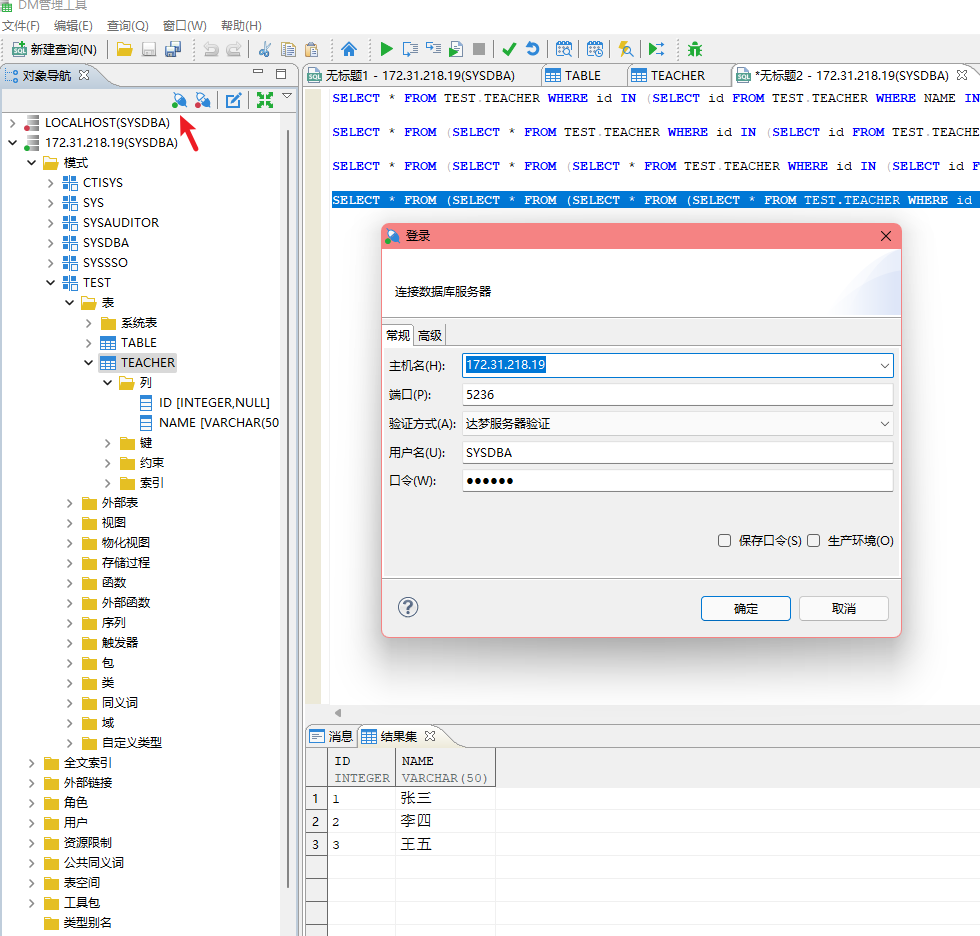 DM管理工具
文件(F) 编辑(E) 查询(Q) 窗口(W) 帮助(H)
新建查询(N)
对象导航
无标题1 - 172.31.218.19(SYSDBA)
TABLE
TEACHER
*无标题2 - 172.31.218.19(SYSDBA)
LOCALHOST(SYSDBA)
172.31.218.19(SYSDBA)
模式
CTISYS
SYS
SYSAUDITOR
SYSDBA
SYSSSO
TEST
表
系统表
TABLE
TEACHER
列
ID [INTEGER,NULL]
NAME [VARCHAR(50
键
约束
索引
外部表
视图
物化视图
存储过程
函数
外部函数
序列
触发器
包
类
同义词
域
自定义类型
全文索引
外部链接
角色
用户
资源限制
公共同义词
表空间
工具包
类型别名
SELECT * FROM TEST.TEACHER WHERE id IN (SELECT id FROM TEST.TEACHER WHERE NAME IN
SELECT * FROM (SELECT * FROM TEST.TEACHER WHERE id IN (SELECT id FROM TEST.TEACHE
SELECT * FROM (SELECT * FROM (SELECT * FROM TEST.TEACHER WHERE id IN (SELECT id F
SELECT * FROM (SELECT * FROM (SELECT * FROM (SELECT * FROM TEST.TEACHER WHERE id
登录
连接数据库服务器
常规 高级
主机名(H): 172.31.218.19
端口(P): 5236
验证方式(A): 达梦服务器验证
用户名(U): SYSDBA
口令(W): ●●●●●●
保存口令(S) 生产环境(O)
? 确定 取消
消息 结果集
ID NAME
INTEGER VARCHAR(50)
1 1 张三
2 2 李四
3 3 王五